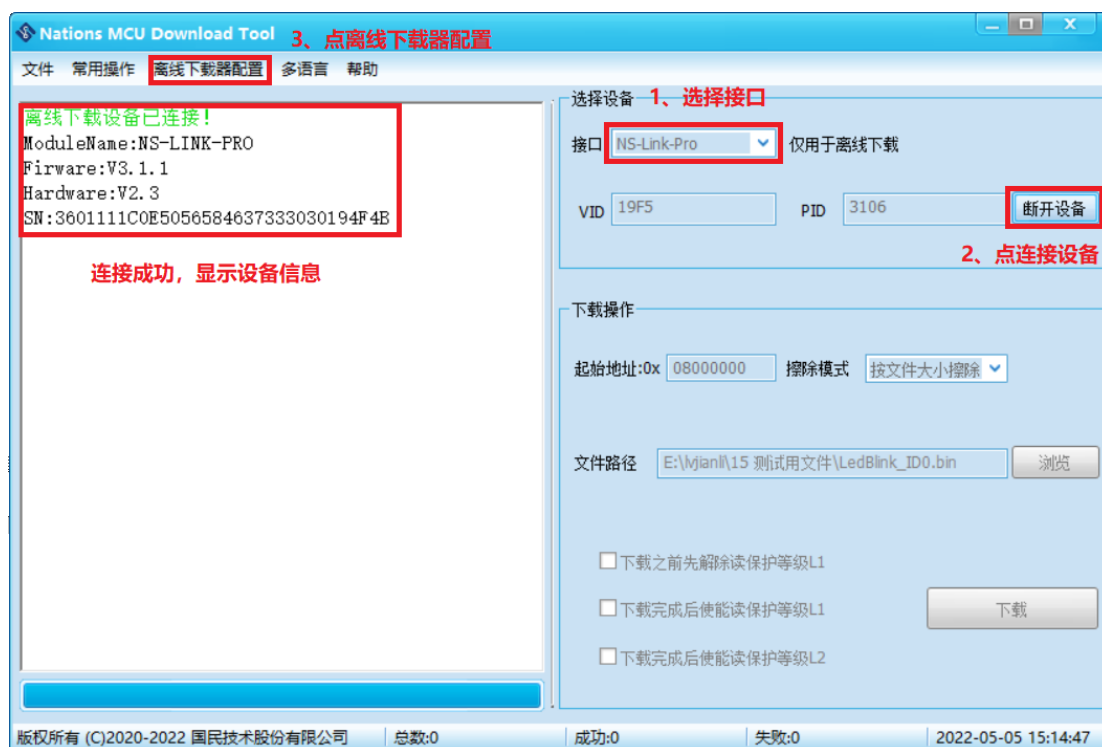 Nations MCU Download Tool
3、点离线下载器配置
文件 常用操作 离线下载器配置 多语言 帮助
离线下载设备已连接!
ModuleName:NS-LINK-PRO
Firware:V3.1.1
Hardware:V2.3
SN:3601111C0E5056584637333030194F4B
连接成功，显示设备信息
选择设备
1、选择接口
接口 NS-Link-Pro 仅用于离线下载
VID 19F5 PID 3106 断开设备
2、点连接设备
下载操作
起始地址:0x 08000000 擦除模式 按文件大小擦除
文件路径 E:\lvjianli\15 测试用文件\LedBlink_ID0.bin 浏览
下载之前先解除读保护等级L1
下载完成后使能读保护等级L1
下载
下载完成后使能读保护等级L2
版权所有 (C)2020-2022 国民技术股份有限公司 总数:0 成功:0 失败:0 2022-05-05 15:14:47